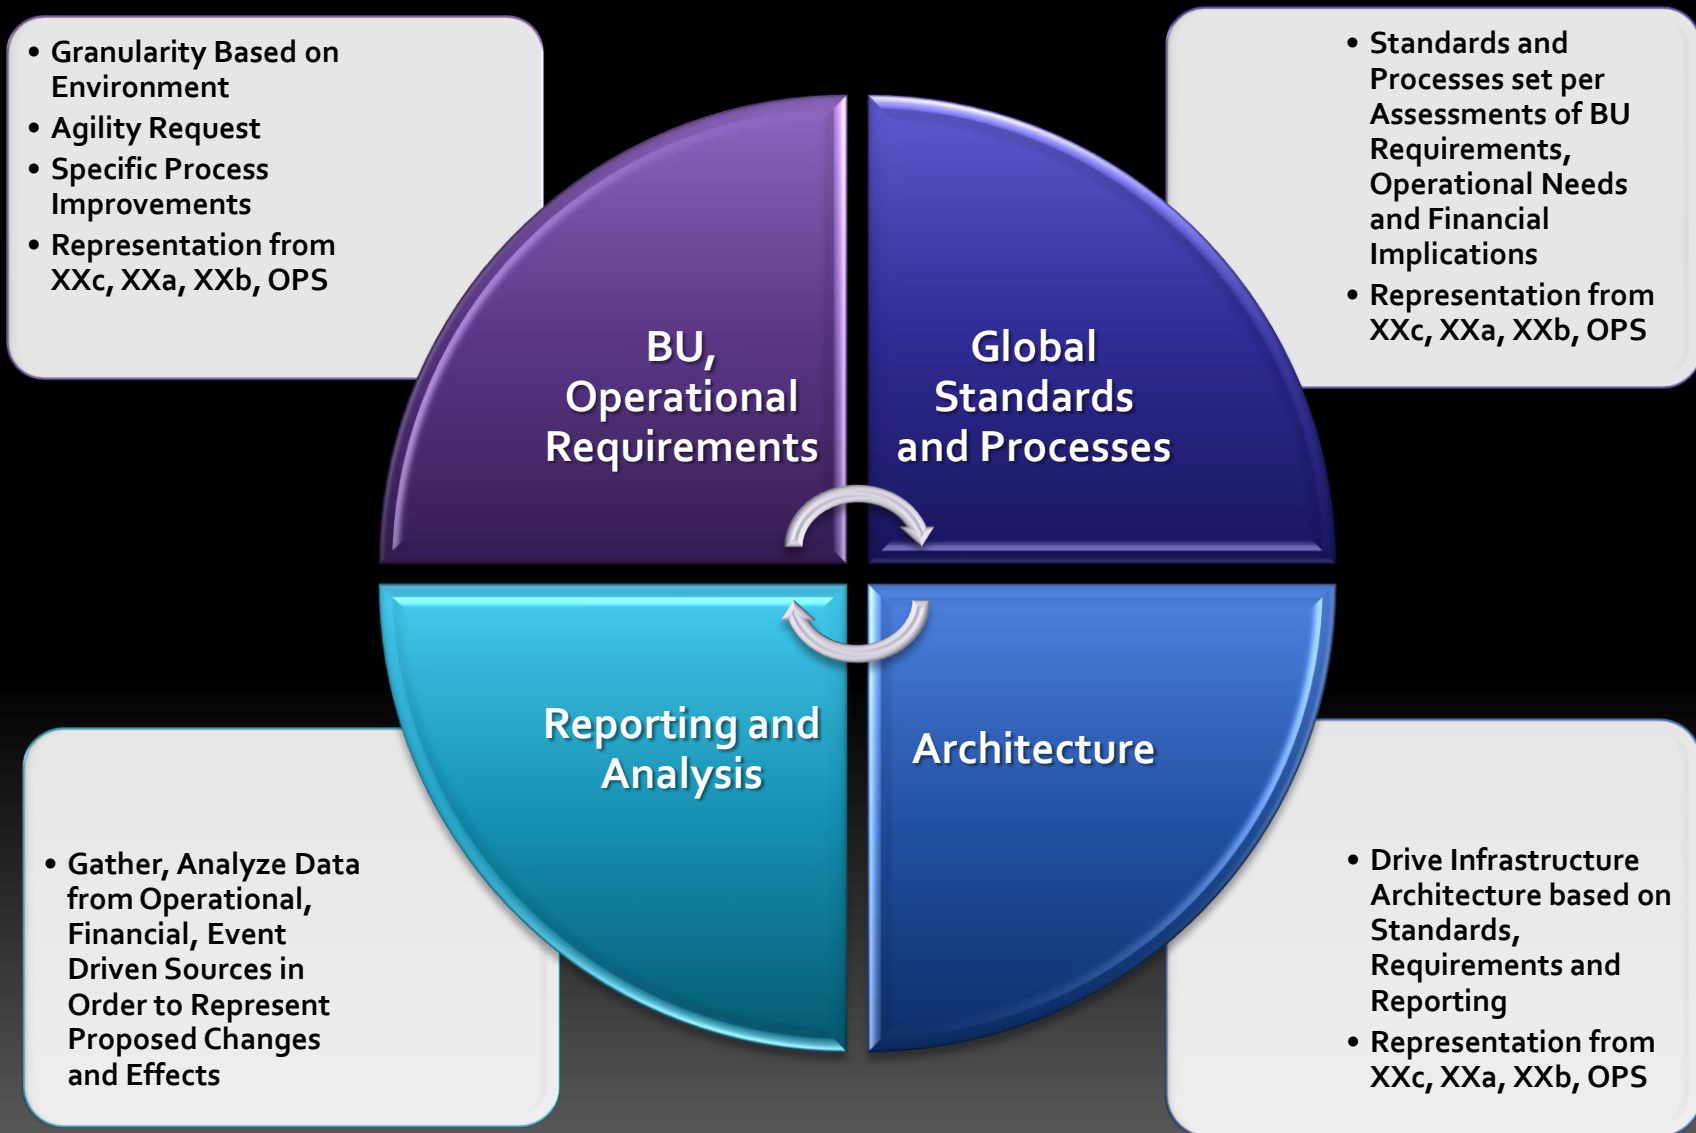 • Granularity Based on
Environment
• Agility Request
• Specific Process
Improvements
• Representation from
XXc, XXa, XXb, OPS
• Standards and
Processes set per
Assessments of BU
Requirements,
Operational Needs
and Financial
Implications
• Representation from
XXc, XXa, XXb, OPS
BU,
Operational
Requirements
Global
Standards
and Processes
Reporting and
Analysis
Architecture
• Gather, Analyze Data
from Operational,
Financial, Event
Driven Sources in
Order to Represent
Proposed Changes
and Effects
• Drive Infrastructure
Architecture based on
Standards,
Requirements and
Reporting
• Representation from
XXc, XXa, XXb, OPS